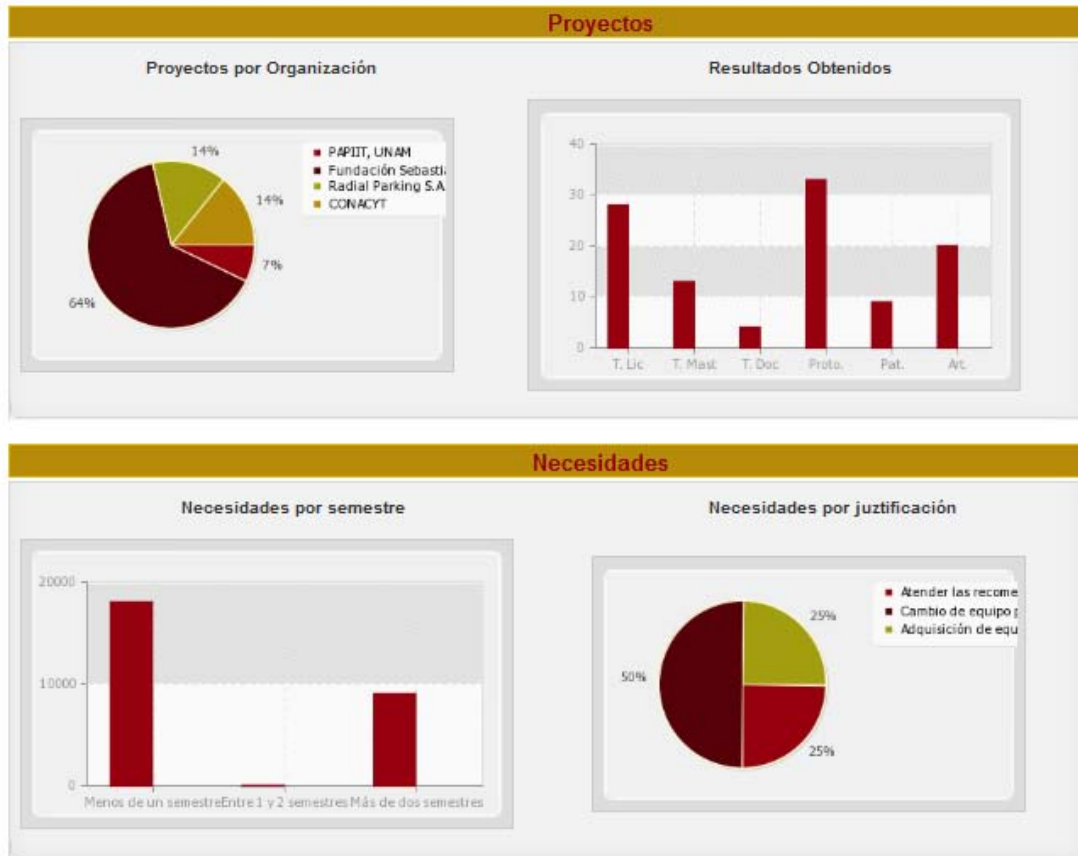 Proyectos
Proyectos por Organización
14%
14%
7%
64%
PAPIIT, UNAM
Fundación Sebasti
Radial Parking S.A
CONACYT
Resultados Obtenidos
40
30
20
10
0
T. Lic
T. Mast
T. Doc
Proto.
Pat.
Art.
Necesidades
Necesidades por semestre
20000
10000
0
Menos de un semestre
Entre 1 y 2 semestres
Más de dos semestres
Necesidades por juztificación
25%
50%
25%
Atender las recome
Cambio de equipo p
Adquisición de equ